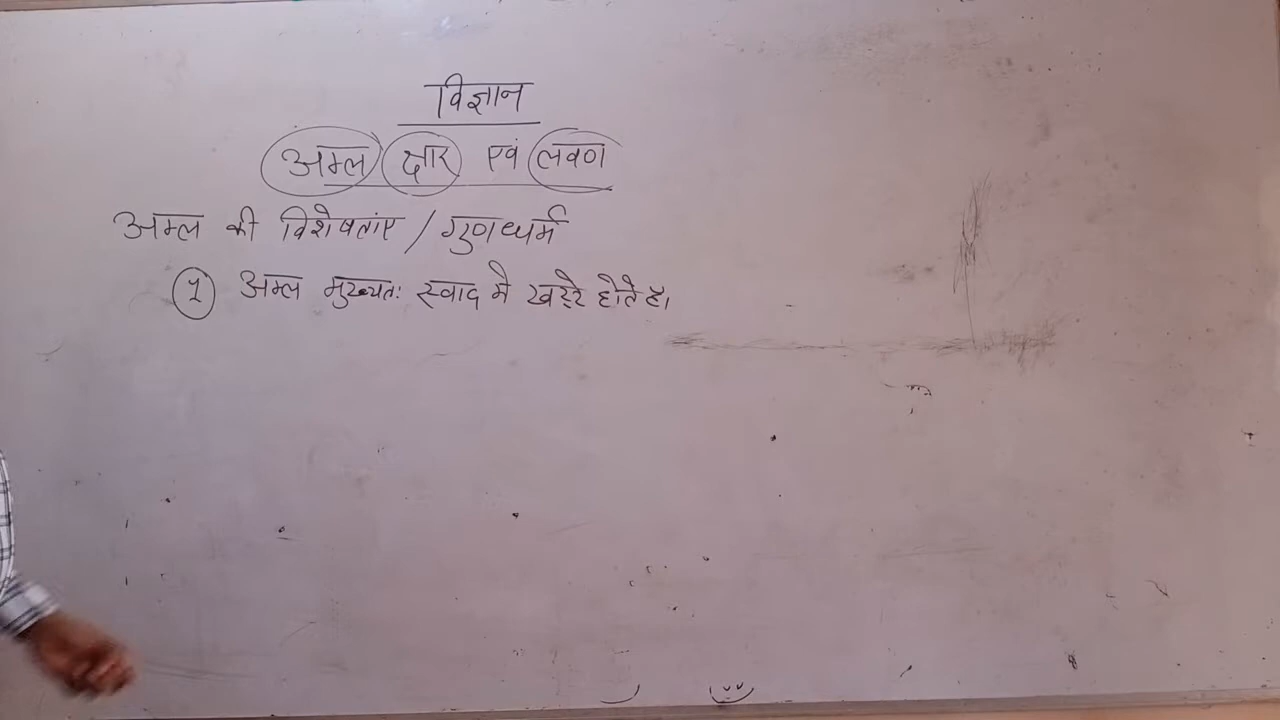 विज्ञान
अम्ल क्षार एवं लवण
अम्ल की विशेषताएं / गुणधर्म
1 अम्ल मुख्यतः स्वाद मे खट्टे होते है।